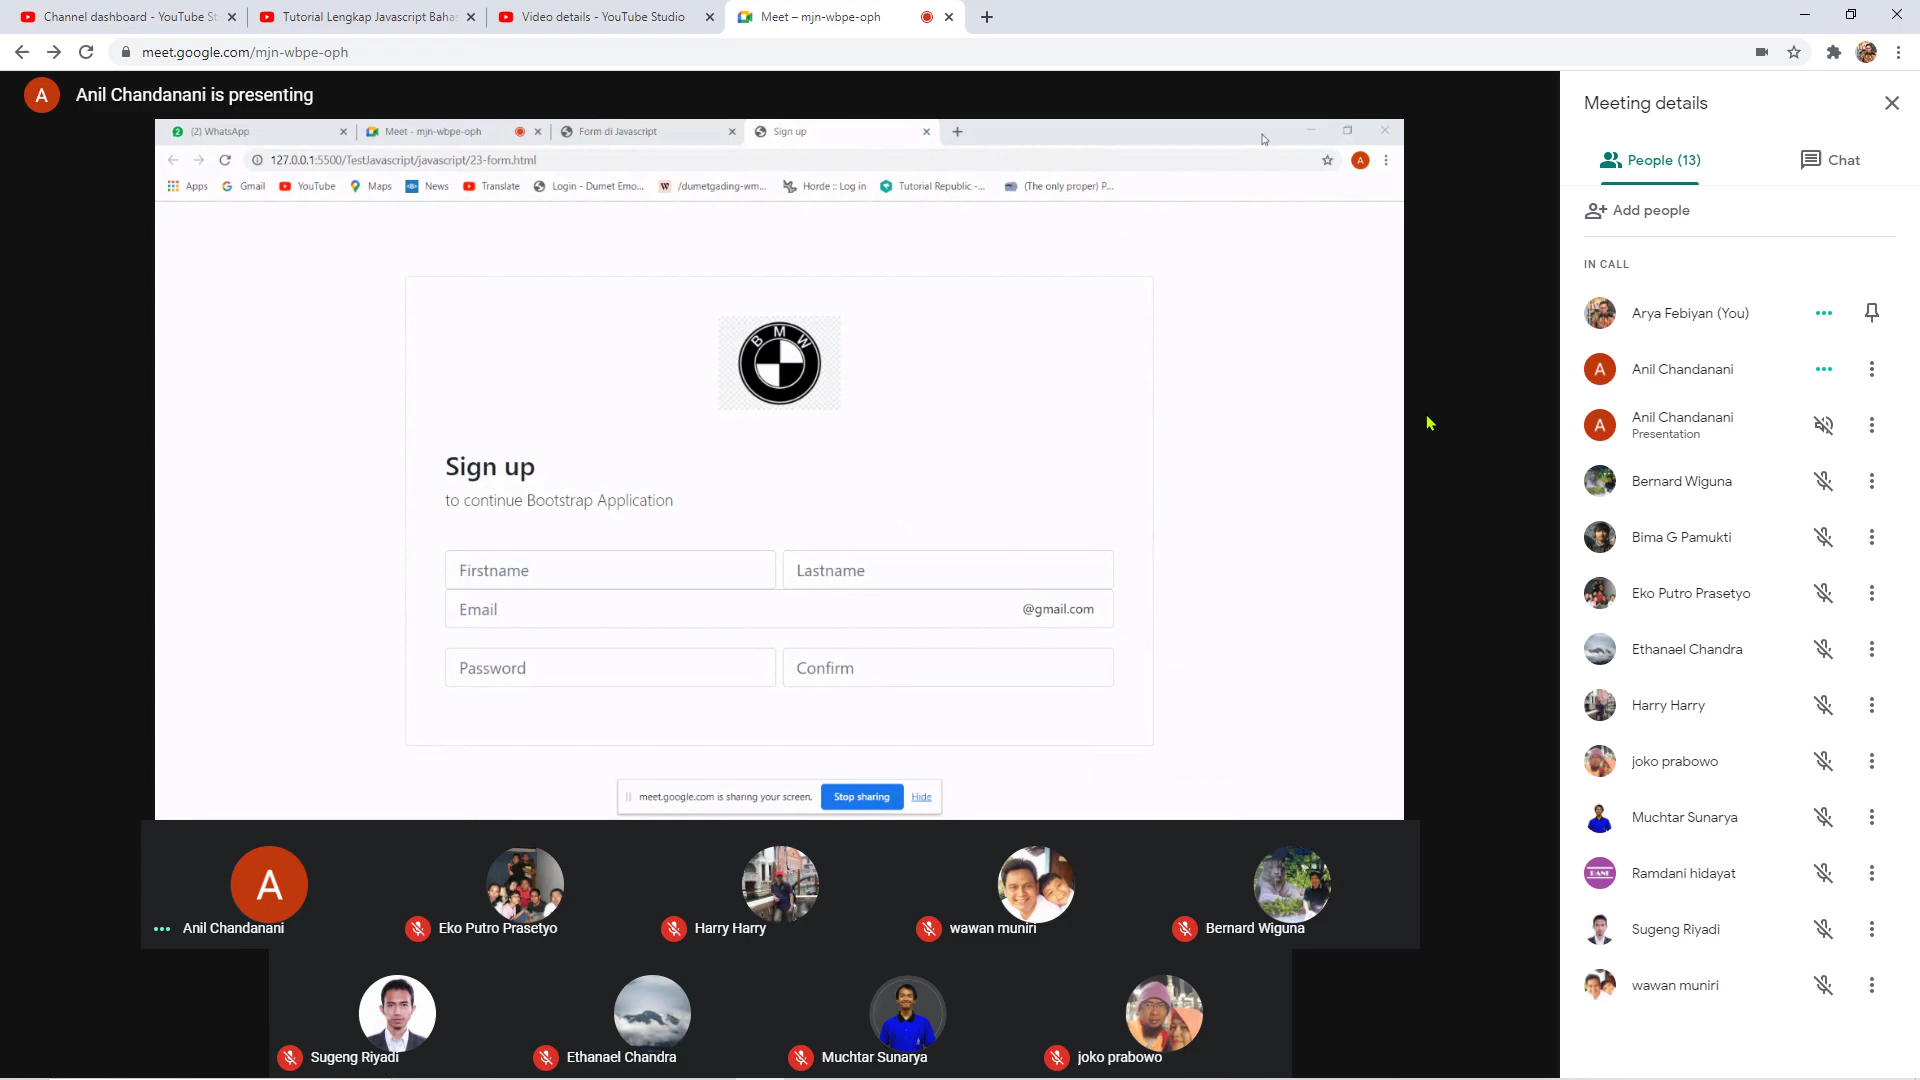 Channel dashboard - YouTube St
Tutorial Lengkap Javascript Baha
Video details - YouTube Studio
Meet – mjn-wbpe-oph
meet.google.com/mjn-wbpe-oph
A
Anil Chandanani is presenting
(2) WhatsApp
Meet - mjn-wbpe-oph
Form di Javascript
Sign up
127.0.0.1:5500/TestJavascript/javascript/23-form.html
A
Apps
Gmail
YouTube
Maps
News
Translate
Login - Dumet Emo...
/dumetgading-wm...
Horde :: Log in
Tutorial Republic -...
(The only proper) P...
BMW
Sign up
to continue Bootstrap Application
Firstname
Lastname
Email
@gmail.com
Password
Confirm
meet.google.com is sharing your screen.
Stop sharing
Hide
A
Anil Chandanani
Eko Putro Prasetyo
Harry Harry
wawan muniri
Bernard Wiguna
Sugeng Riyadi
Ethanael Chandra
Muchtar Sunarya
joko prabowo
Meeting details
People (13)
Chat
Add people
IN CALL
Arya Febiyan (You)
A
Anil Chandanani
A
Anil Chandanani
Presentation
Bernard Wiguna
Bima G Pamukti
Eko Putro Prasetyo
Ethanael Chandra
Harry Harry
joko prabowo
Muchtar Sunarya
Ramdani hidayat
Sugeng Riyadi
wawan muniri